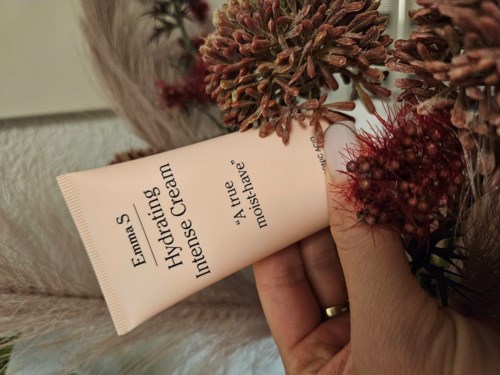 Emma S
Hydrating
Intense Cream
"A true
moist-have"